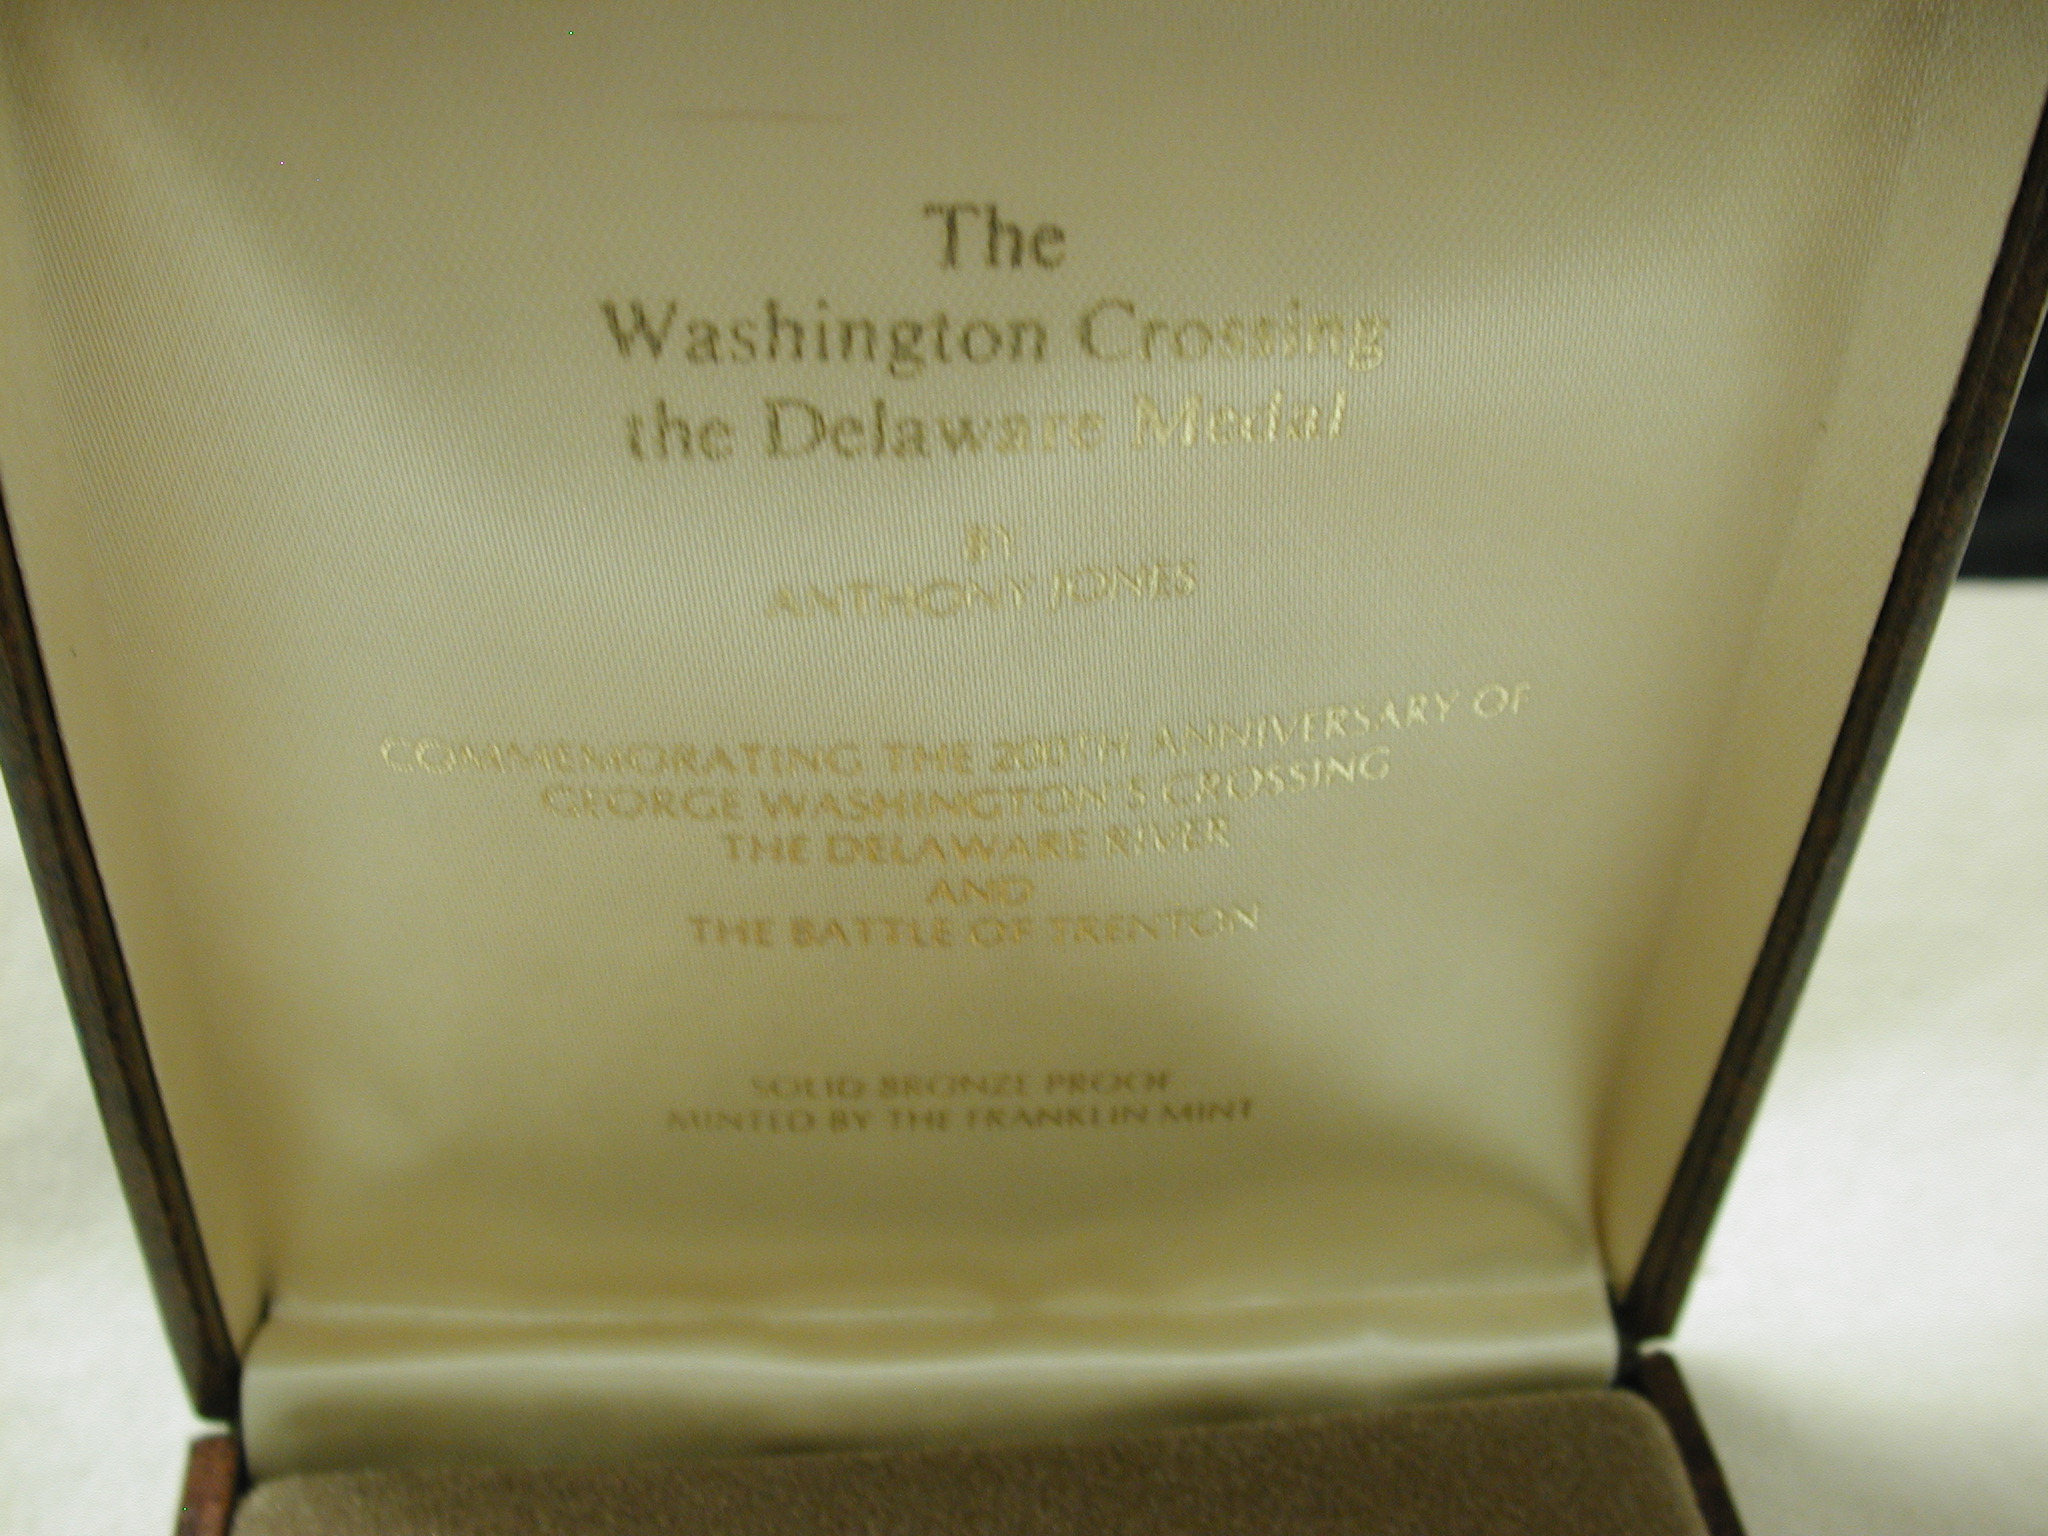 The
Washington Crossing
the Delaware Medal
BY
ANTHONY JONES
COMMEMORATING THE 200TH ANNIVERSARY OF
GEORGE WASHINGTON'S CROSSING
THE DELAWARE RIVER
AND
THE BATTLE OF TRENTON
SOLID BRONZE PROOF
MINTED BY THE FRANKLIN MINT